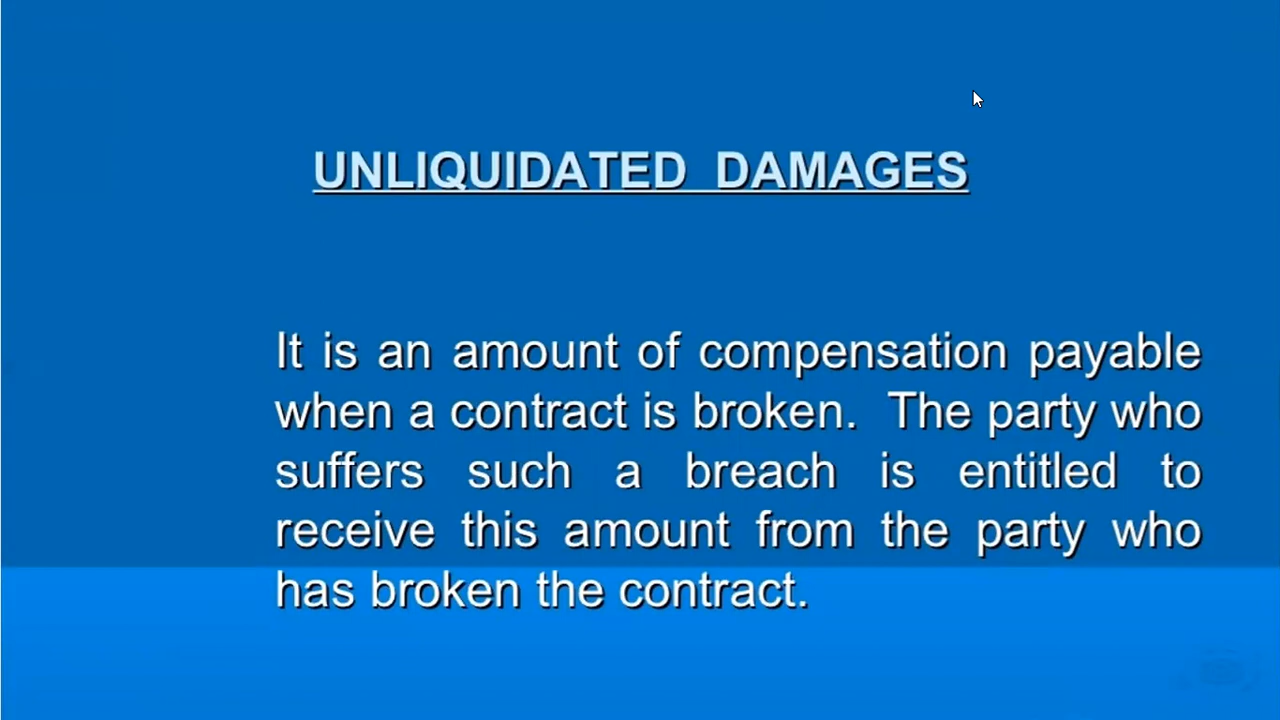 UNLIQUIDATED DAMAGES
It is an amount of compensation payable
when a contract is broken. The party who
suffers such a breach is entitled to
receive this amount from the party who
has broken the contract.